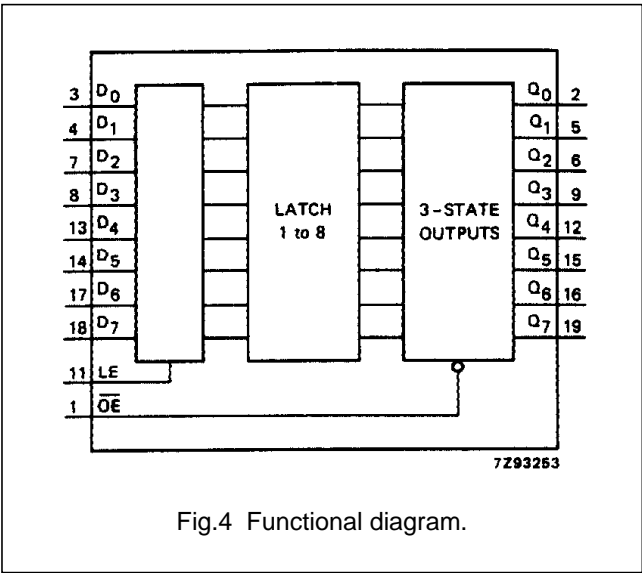 3 D0 Q0 2
4 D1 Q1 5
7 D2 Q2 6
8 D3 Q3 9
LATCH 3-STATE
13 D4 Q4 12
1 to 8 OUTPUTS
14 D5 Q5 15
17 D6 Q6 16
18 D7 Q7 19
11 LE
1 OE
7Z93253
Fig.4 Functional diagram.